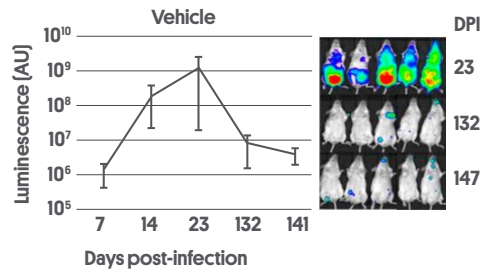 Vehicle
DPI
Luminescence (AU)
10¹⁰
10⁹
10⁸
10⁷
10⁶
10⁵
7 14 23 132 141
Days post-infection
23
132
147